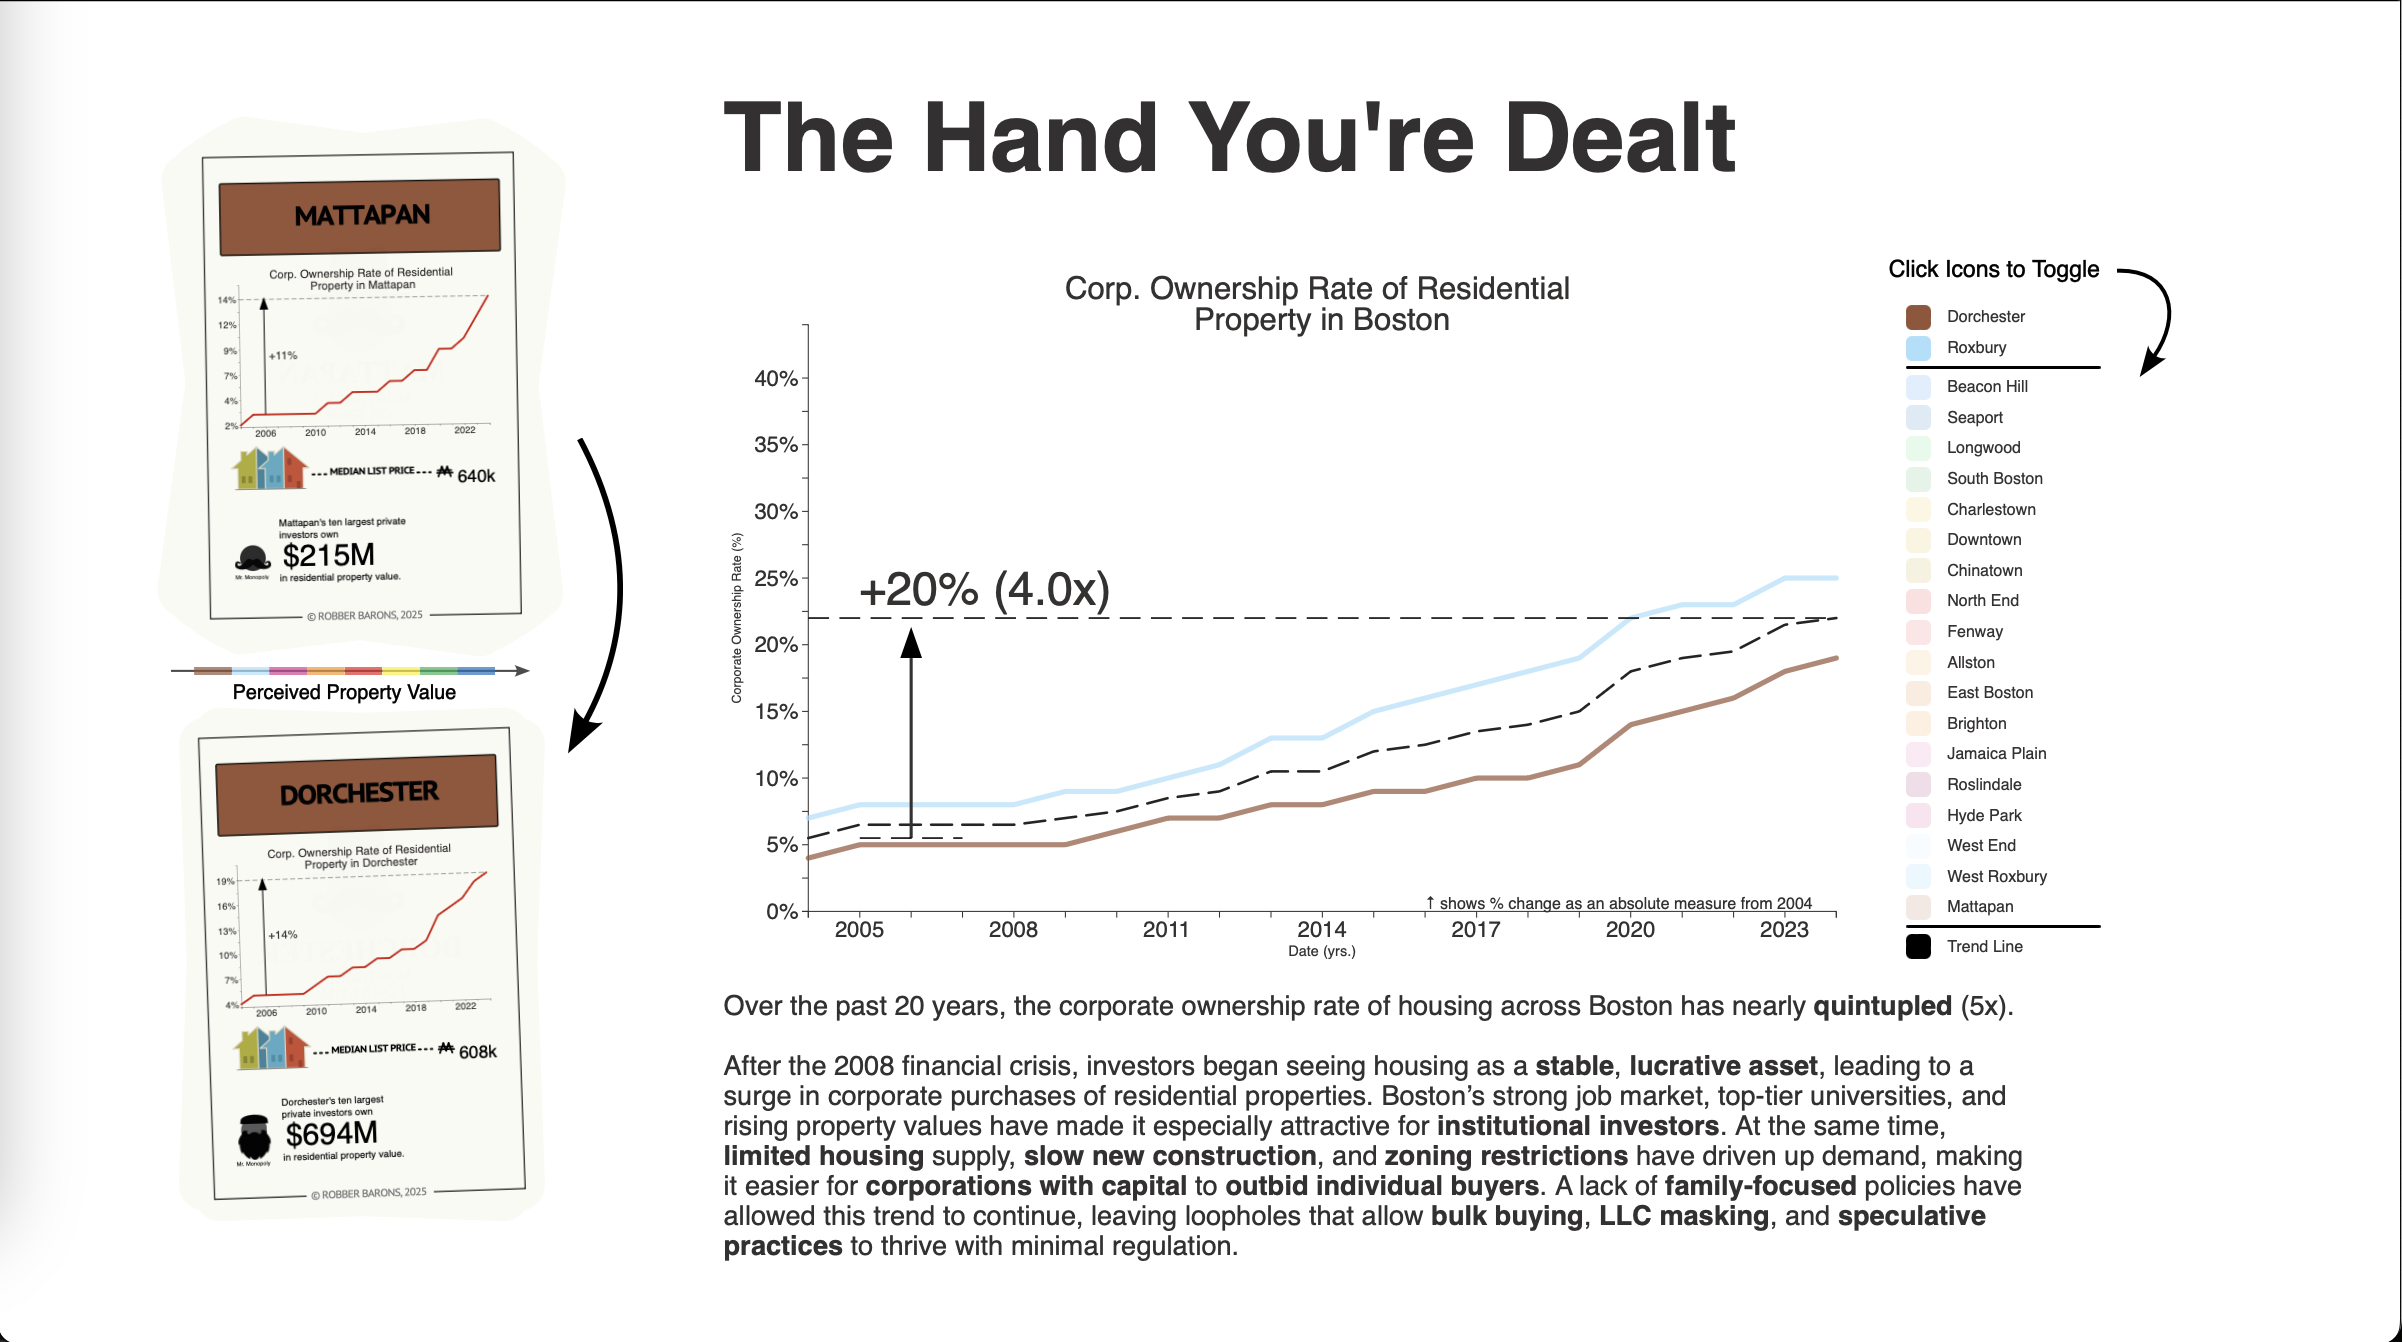 The Hand You're Dealt
MATTAPAN
Corp. Ownership Rate of Residential
Property in Mattapan
14%
12%
9%
7%
4%
2%
+11%
2006
2010
2014
2018
2022
--- MEDIAN LIST PRICE --- 640k
Mattapan's ten largest private
investors own
$215M
in residential property value.
Mr. Monopoly
© ROBBER BARONS, 2025
Perceived Property Value
DORCHESTER
Corp. Ownership Rate of Residential
Property in Dorchester
19%
16%
13%
10%
7%
4%
+14%
2006
2010
2014
2018
2022
--- MEDIAN LIST PRICE --- 608k
Dorchester's ten largest
private investors own
$694M
in residential property value.
Mr. Monopoly
© ROBBER BARONS, 2025
Corp. Ownership Rate of Residential
Property in Boston
Corporate Ownership Rate (%)
40%
35%
30%
25%
20%
15%
10%
5%
0%
+20% (4.0x)
↑ shows % change as an absolute measure from 2004
2005
2008
2011
2014
2017
2020
2023
Date (yrs.)
Click Icons to Toggle
Dorchester
Roxbury
Beacon Hill
Seaport
Longwood
South Boston
Charlestown
Downtown
Chinatown
North End
Fenway
Allston
East Boston
Brighton
Jamaica Plain
Roslindale
Hyde Park
West End
West Roxbury
Mattapan
Trend Line
Over the past 20 years, the corporate ownership rate of housing across Boston has nearly quintupled (5x).
After the 2008 financial crisis, investors began seeing housing as a stable, lucrative asset, leading to a
surge in corporate purchases of residential properties. Boston’s strong job market, top-tier universities, and
rising property values have made it especially attractive for institutional investors. At the same time,
limited housing supply, slow new construction, and zoning restrictions have driven up demand, making
it easier for corporations with capital to outbid individual buyers. A lack of family-focused policies have
allowed this trend to continue, leaving loopholes that allow bulk buying, LLC masking, and speculative
practices to thrive with minimal regulation.